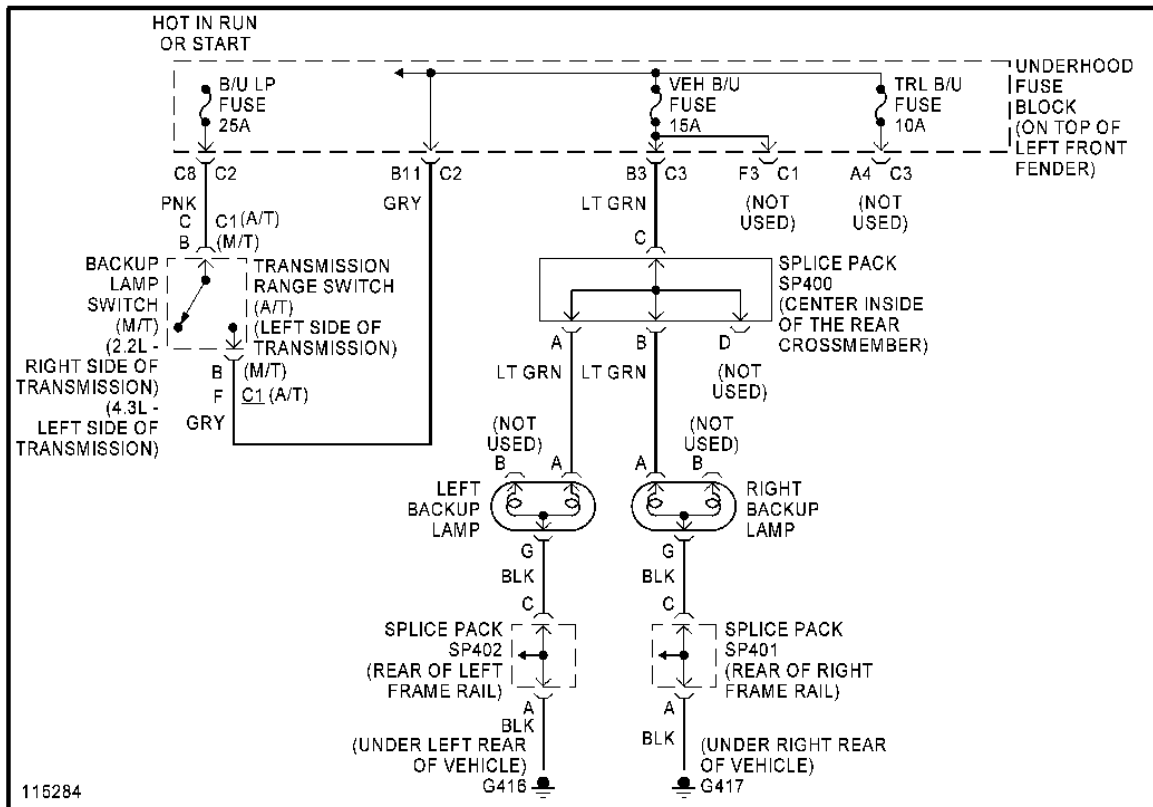 HOT IN RUN
OR START
B/U LP
FUSE
25A
VEH B/U
FUSE
15A
TRL B/U
FUSE
10A
UNDERHOOD
FUSE
BLOCK
(ON TOP OF
LEFT FRONT
FENDER)
C8 C2
B11 C2
B3 C3
F3 C1
A4 C3
PNK
GRY
LT GRN
(NOT
USED)
(NOT
USED)
C C1 (A/T)
B (M/T)
C
BACKUP
LAMP
SWITCH
(M/T)
(2.2L -
RIGHT SIDE OF
TRANSMISSION)
(4.3L -
LEFT SIDE OF
TRANSMISSION)
TRANSMISSION
RANGE SWITCH
(A/T)
(LEFT SIDE OF
TRANSMISSION)
SPLICE PACK
SP400
(CENTER INSIDE
OF THE REAR
CROSSMEMBER)
B (M/T)
F C1 (A/T)
GRY
A B D
LT GRN LT GRN
(NOT
USED)
(NOT
USED)
(NOT
USED)
B A A B
LEFT
BACKUP
LAMP
RIGHT
BACKUP
LAMP
G G
BLK BLK
C C
SPLICE PACK
SP402
(REAR OF LEFT
FRAME RAIL)
SPLICE PACK
SP401
(REAR OF RIGHT
FRAME RAIL)
A A
BLK BLK
(UNDER LEFT REAR
OF VEHICLE)
G416
(UNDER RIGHT REAR
OF VEHICLE)
G417
115284